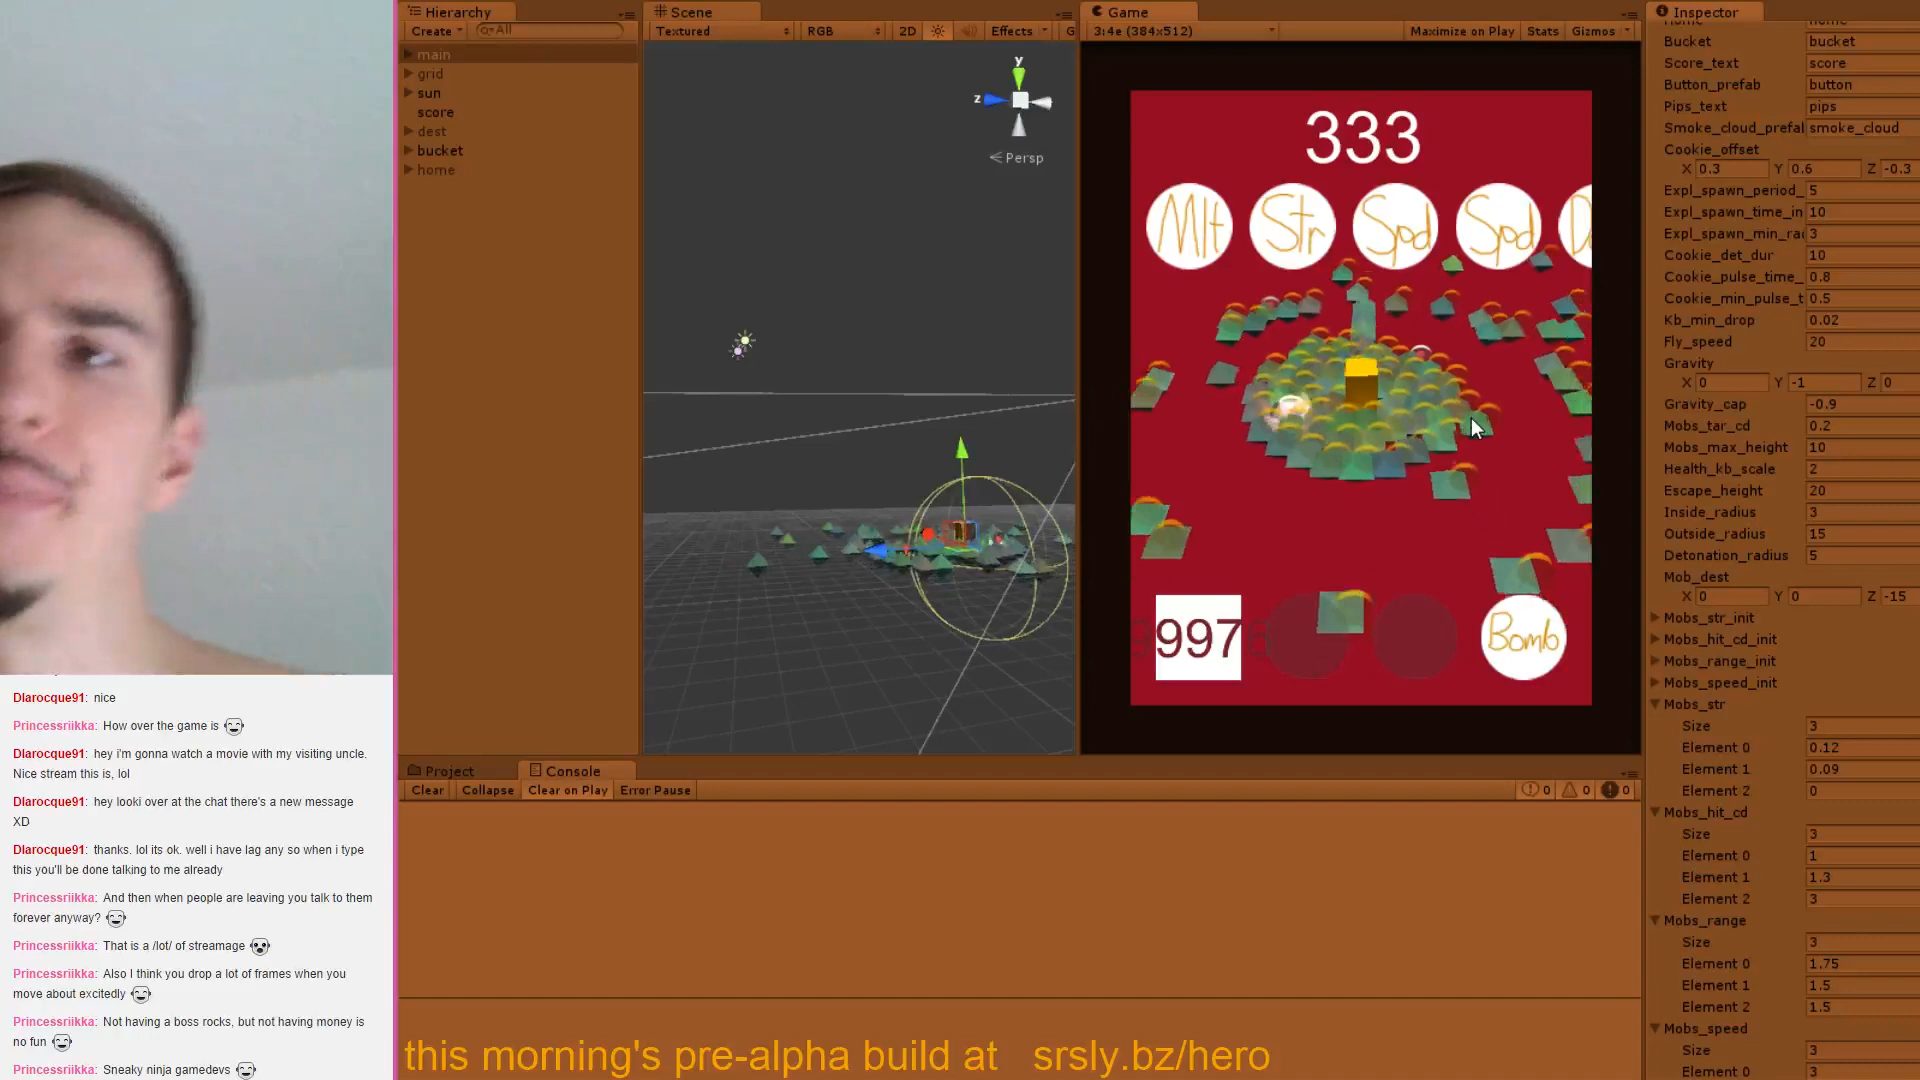 Dlarocque91: nice
Princessriikka: How over the game is
Dlarocque91: hey i'm gonna watch a movie with my visiting uncle.
Nice stream this is, lol
Dlarocque91: hey looki over at the chat there's a new message
XD
Dlarocque91: thanks. lol its ok. well i have lag any so when i type
this you'll be done talking to me already
Princessriikka: And then when people are leaving you talk to them
forever anyway?
Princessriikka: That is a /lot/ of streamage
Princessriikka: Also I think you drop a lot of frames when you
move about excitedly
Princessriikka: Not having a boss rocks, but not having money is
no fun
Princessriikka: Sneaky ninja gamedevs
Hierarchy
Create All
main
grid
sun
score
dest
bucket
home
Scene
Textured RGB 2D Effects G
y
z
Persp
Game
3:4e (384x512) Maximize on Play Stats Gizmos
333
Mlt Str Spd Spd
9976
Bomb
Project Console
Clear Collapse Clear on Play Error Pause 0 0 0
this morning's pre-alpha build at srsly.bz/hero
Inspector
Bucket bucket
Score_text score
Button_prefab button
Pips_text pips
Smoke_cloud_prefal smoke_cloud
Cookie_offset
X 0.3 Y 0.6 Z -0.3
Expl_spawn_period_ 5
Expl_spawn_time_in 10
Expl_spawn_min_ra 3
Cookie_det_dur 10
Cookie_pulse_time_ 0.8
Cookie_min_pulse_t 0.5
Kb_min_drop 0.02
Fly_speed 20
Gravity
X 0 Y -1 Z 0
Gravity_cap -0.9
Mobs_tar_cd 0.2
Mobs_max_height 10
Health_kb_scale 2
Escape_height 20
Inside_radius 3
Outside_radius 15
Detonation_radius 5
Mob_dest
X 0 Y 0 Z -15
Mobs_str_init
Mobs_hit_cd_init
Mobs_range_init
Mobs_speed_init
Mobs_str
Size 3
Element 0 0.12
Element 1 0.09
Element 2 0
Mobs_hit_cd
Size 3
Element 0 1
Element 1 1.3
Element 2 3
Mobs_range
Size 3
Element 0 1.75
Element 1 1.5
Element 2 1.5
Mobs_speed
Size 3
Element 0 3